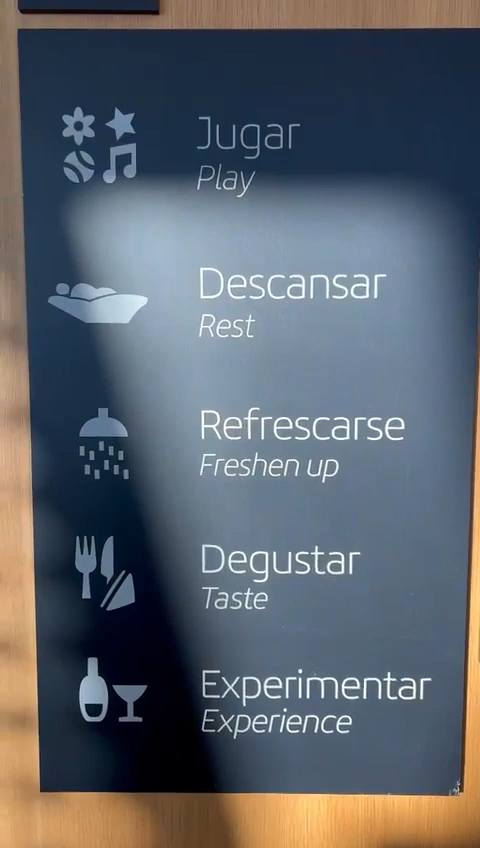 Jugar
Play
Descansar
Rest
Refrescarse
Freshen up
Degustar
Taste
Experimentar
Experience